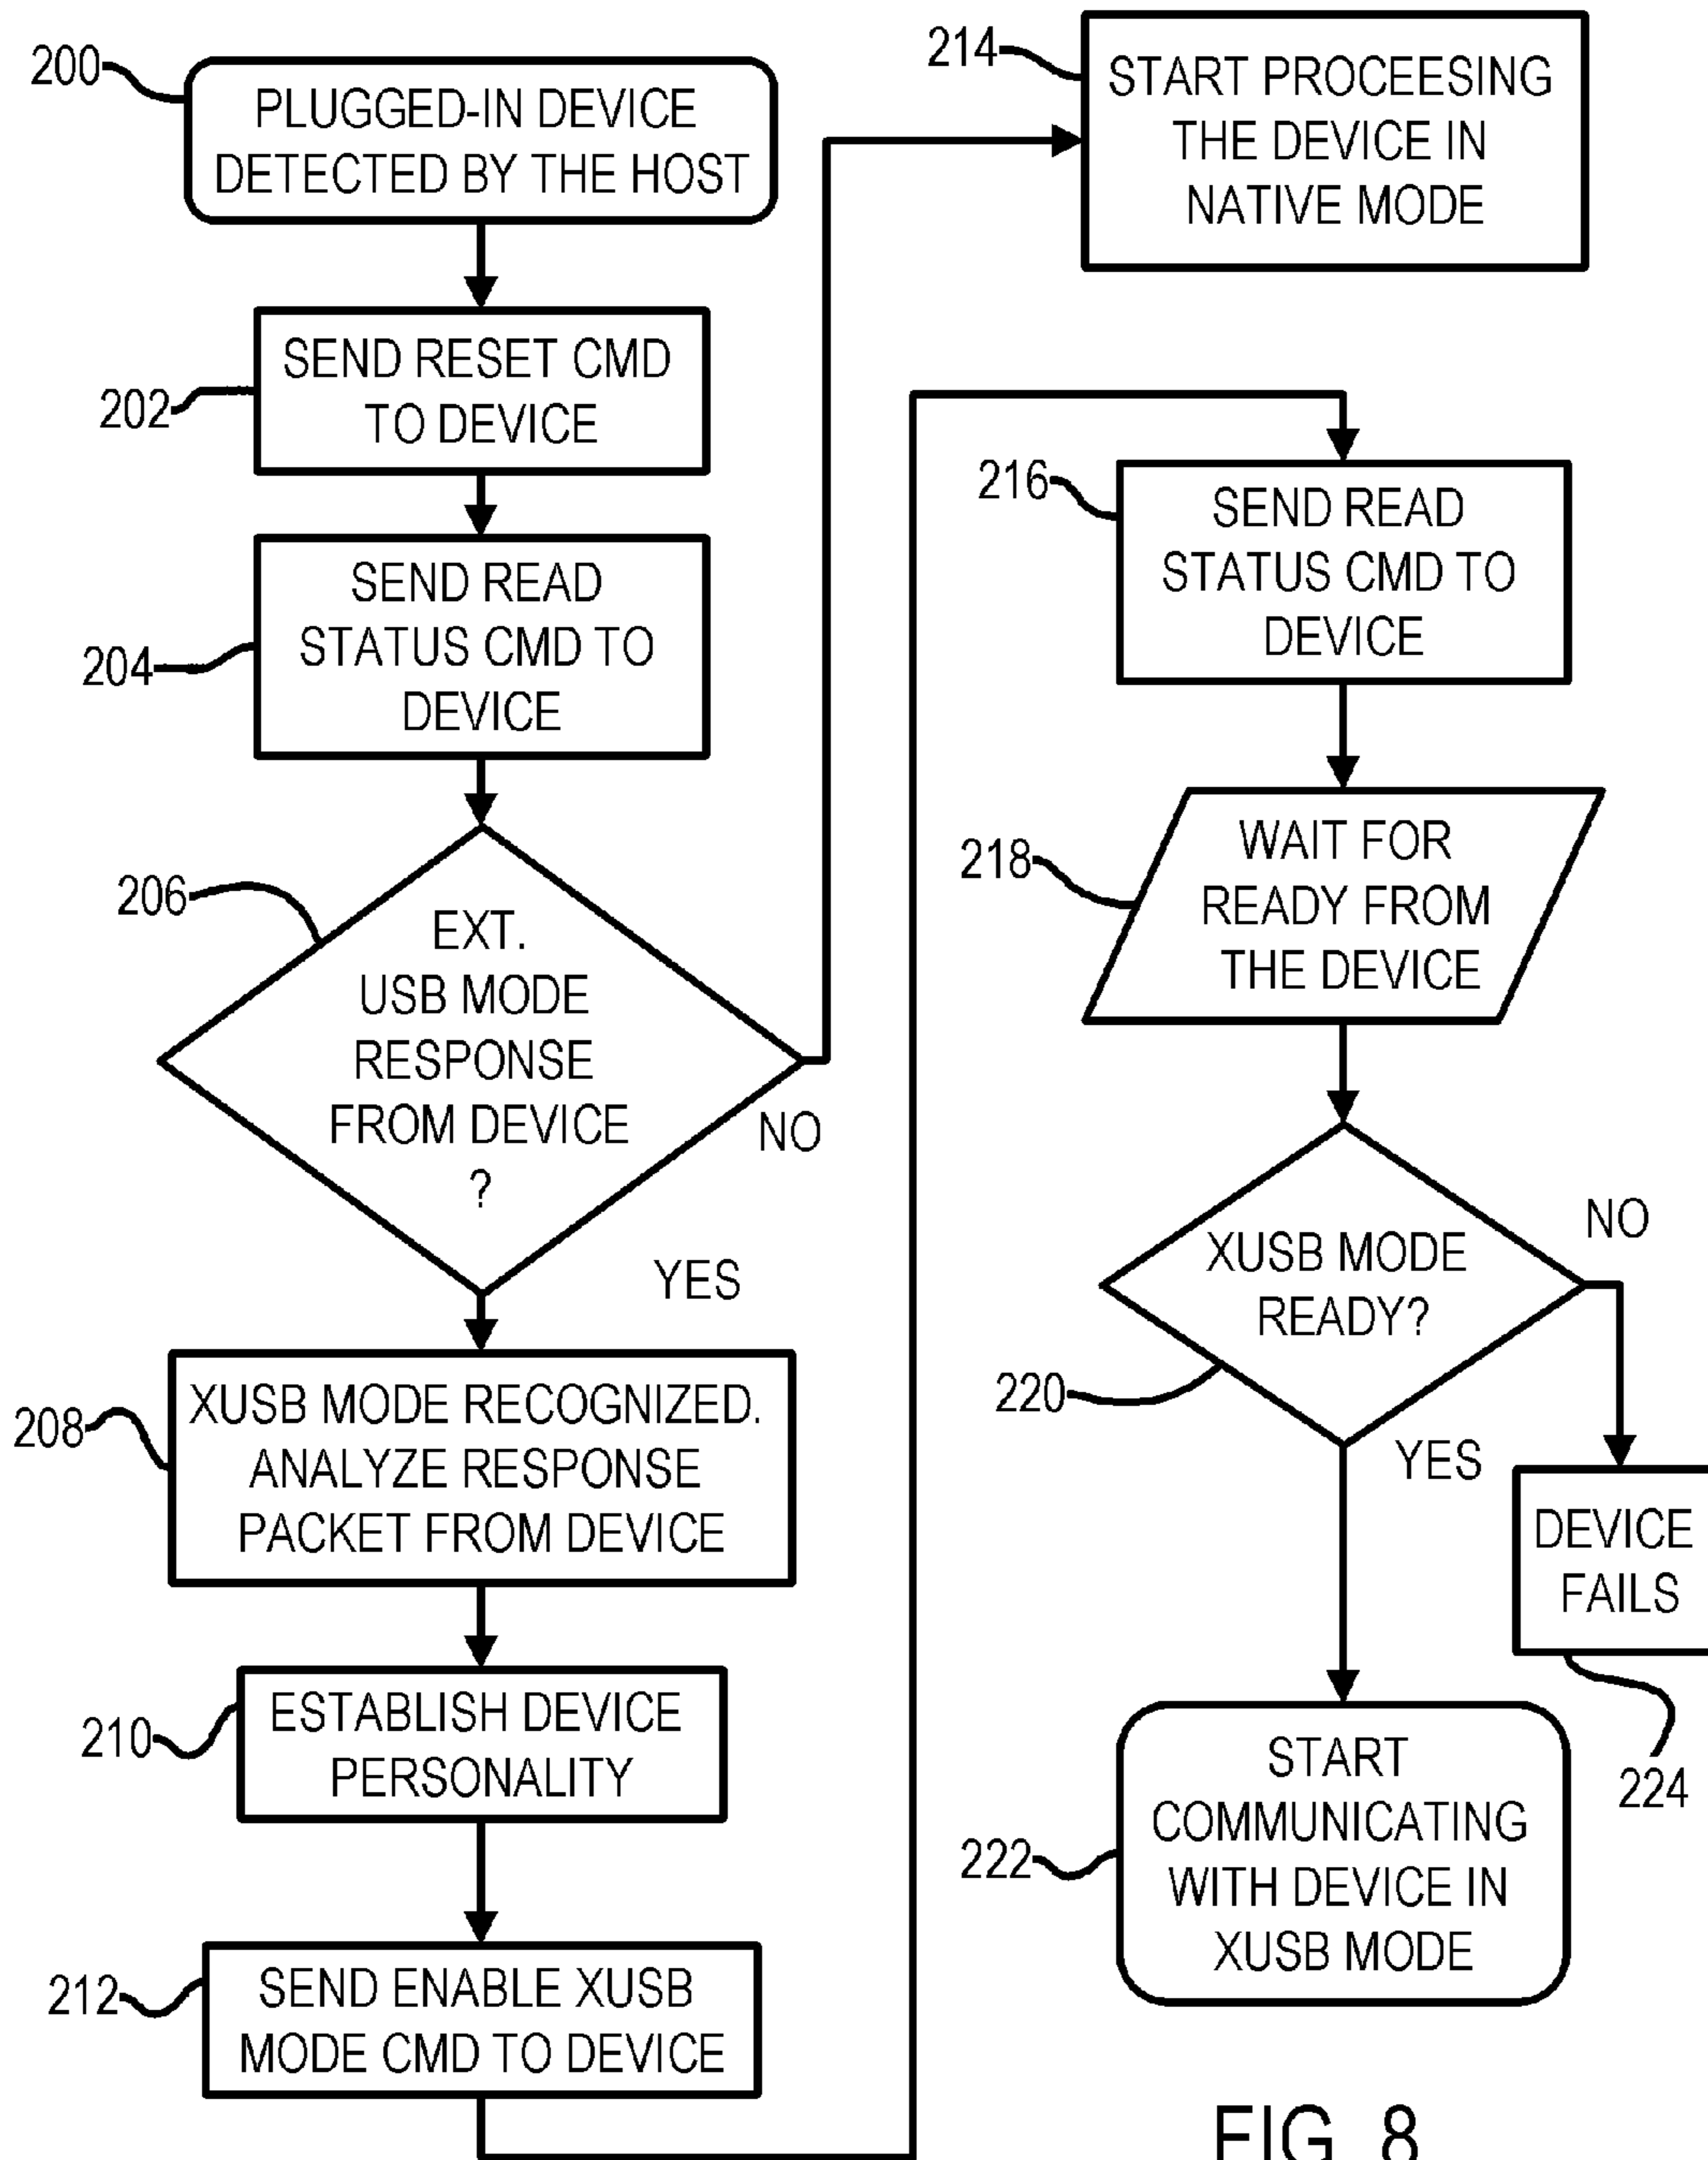 200
PLUGGED-IN DEVICE
DETECTED BY THE HOST
202
SEND RESET CMD
TO DEVICE
204
SEND READ
STATUS CMD TO
DEVICE
206
EXT.
USB MODE
RESPONSE
FROM DEVICE
?
NO
YES
208
XUSB MODE RECOGNIZED.
ANALYZE RESPONSE
PACKET FROM DEVICE
210
ESTABLISH DEVICE
PERSONALITY
212
SEND ENABLE XUSB
MODE CMD TO DEVICE
214
START PROCEESING
THE DEVICE IN
NATIVE MODE
216
SEND READ
STATUS CMD TO
DEVICE
218
WAIT FOR
READY FROM
THE DEVICE
220
XUSB MODE
READY?
NO
YES
DEVICE
FAILS
224
222
START
COMMUNICATING
WITH DEVICE IN
XUSB MODE
FIG. 8